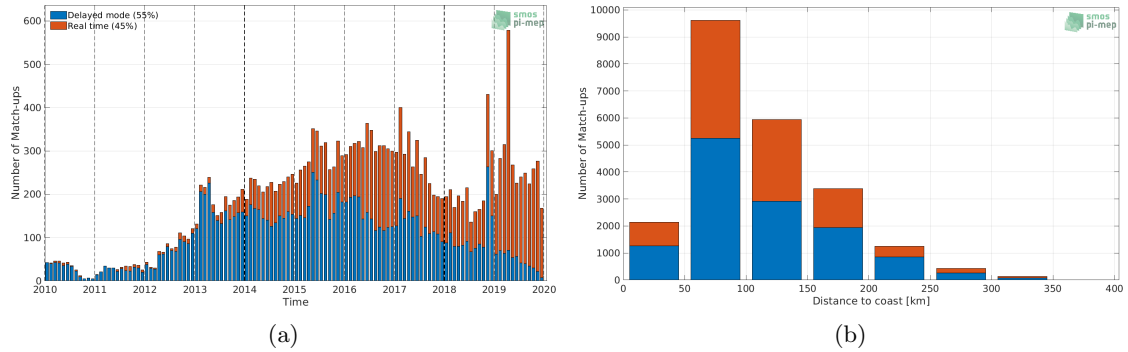 Delayed mode (55%)
Real time (45%)
smos
pi-mep
600
500
400
300
200
100
0
Number of Match-ups
2010 2011 2012 2013 2014 2015 2016 2017 2018 2019 2020
Time
(a)
smos
pi-mep
10000
9000
8000
7000
6000
5000
4000
3000
2000
1000
0
Number of Match-ups
0 50 100 150 200 250 300 350 400
Distance to coast [km]
(b)